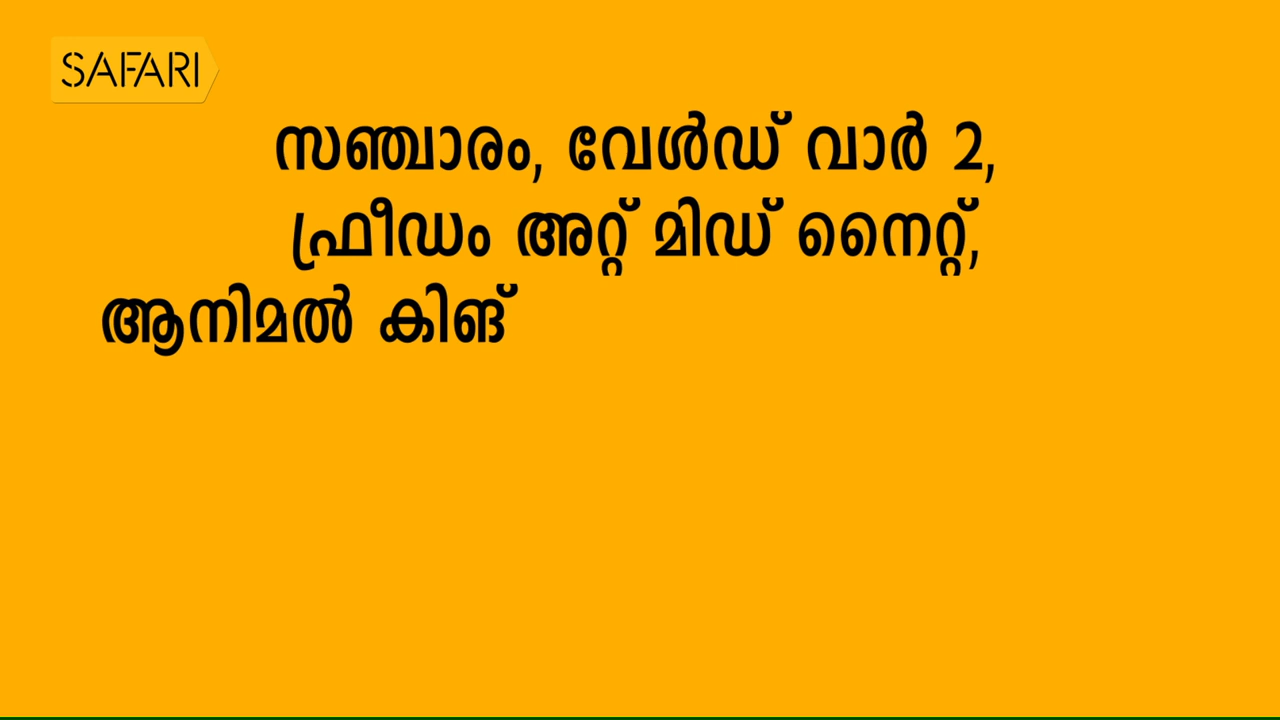 SAFARI
സഞ്ചാരം, വേൾഡ് വാർ 2,
ഫ്രീഡം അറ്റ് മിഡ് നൈറ്റ്,
ആനിമൽ കിങ്